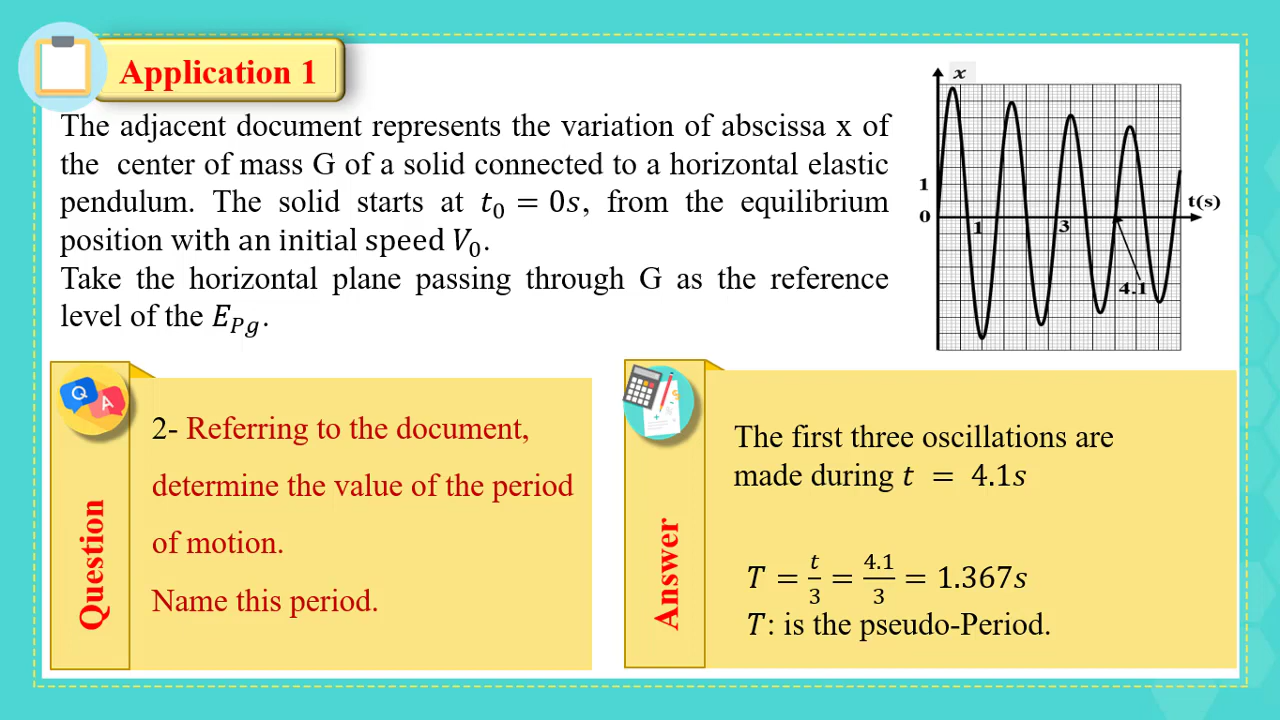 Application 1
The adjacent document represents the variation of abscissa x of
the center of mass G of a solid connected to a horizontal elastic
pendulum. The solid starts at t₀ = 0s, from the equilibrium
position with an initial speed V₀.
Take the horizontal plane passing through G as the reference
level of the E_Pg.
x
1
0
1
3
4.1
t(s)
Q
A
Question
2- Referring to the document,
determine the value of the period
of motion.
Name this period.
Answer
The first three oscillations are
made during t = 4.1s
T = t/3 = 4.1/3 = 1.367s
T: is the pseudo-Period.